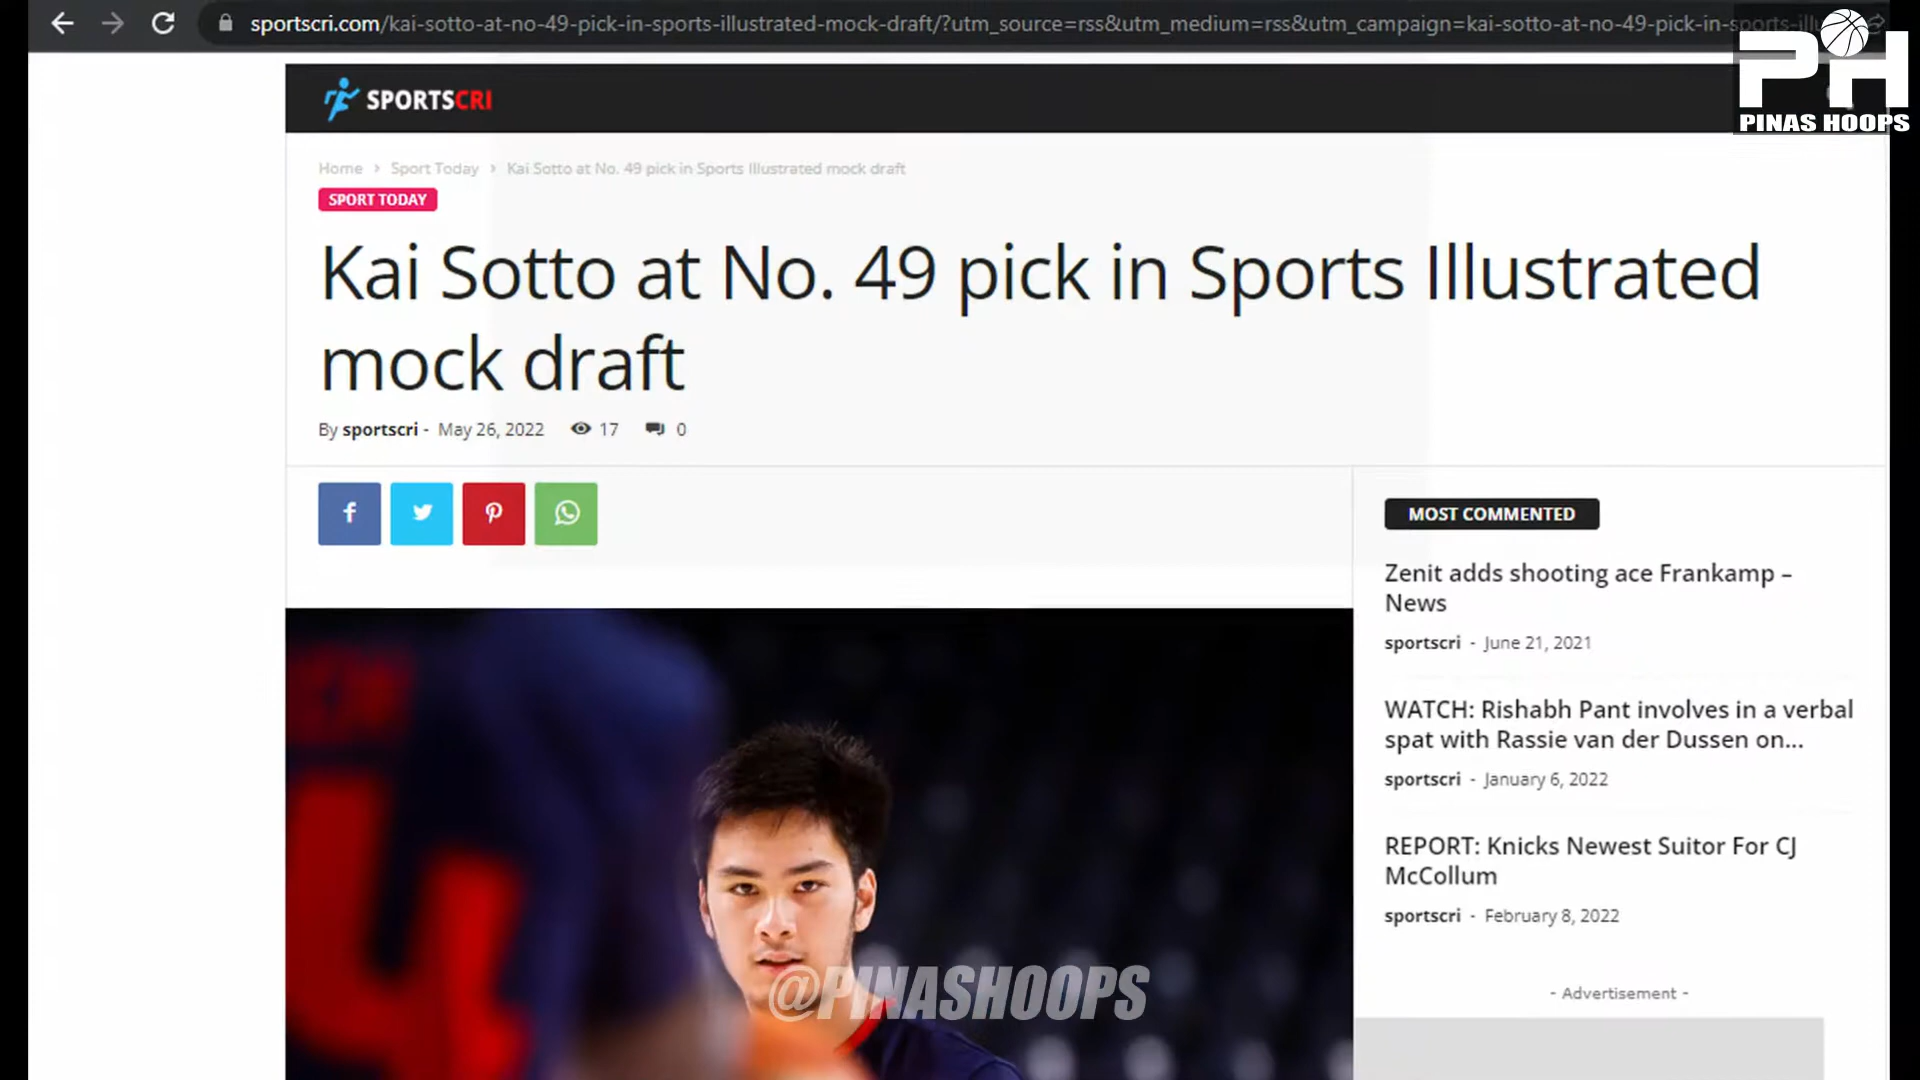 sportscri.com/kai-sotto-at-no-49-pick-in-sports-illustrated-mock-draft/?utm_source=rss&utm_medium=rss&utm_campaign=kai-sotto-at-no-49-pick-in-sports-ill
PH
PINAS HOOPS
SPORTSCRI
Home > Sport Today > Kai Sotto at No. 49 pick in Sports Illustrated mock draft
SPORT TODAY
Kai Sotto at No. 49 pick in Sports Illustrated
mock draft
By sportscri - May 26, 2022 17 0
MOST COMMENTED
Zenit adds shooting ace Frankamp –
News
sportscri - June 21, 2021
WATCH: Rishabh Pant involves in a verbal
spat with Rassie van der Dussen on...
sportscri - January 6, 2022
REPORT: Knicks Newest Suitor For CJ
McCollum
sportscri - February 8, 2022
- Advertisement -
@PINASHOOPS